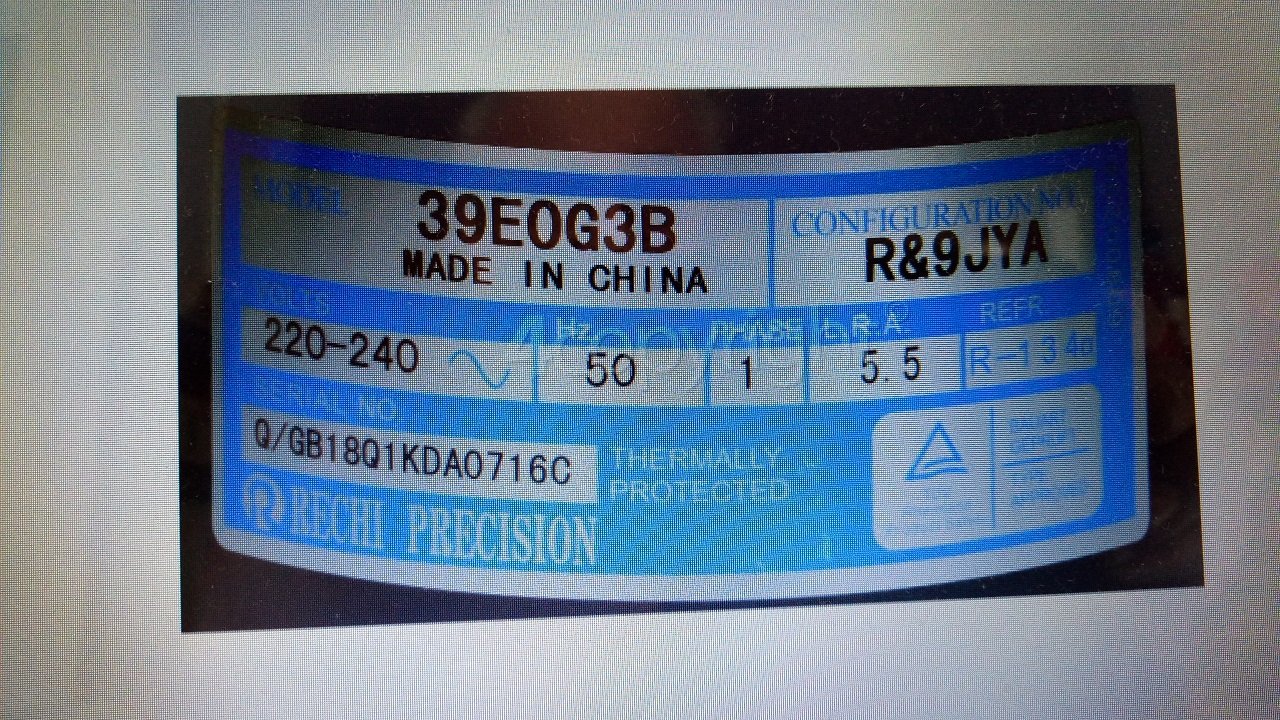 MODEL
39E0G3B
MADE IN CHINA
CONFIGURATION NO.
R&9JYA
VOLTS
Hz
PHASE
L.R.A.
REFR.
220-240
50
1
5.5
R-134a
SERIAL NO.
Q/GB18Q1KDA0716C
THERMALLY
PROTECTED
RECHI PRECISION